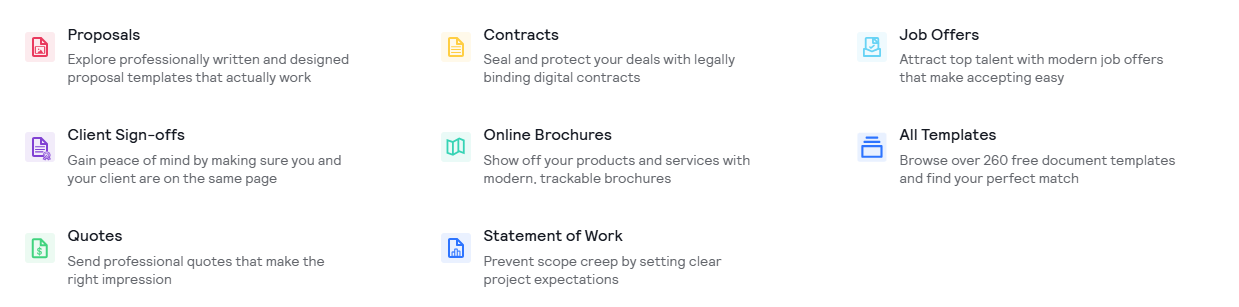 Proposals
Explore professionally written and designed
proposal templates that actually work
Contracts
Seal and protect your deals with legally
binding digital contracts
Job Offers
Attract top talent with modern job offers
that make accepting easy
Client Sign-offs
Gain peace of mind by making sure you and
your client are on the same page
Online Brochures
Show off your products and services with
modern, trackable brochures
All Templates
Browse over 260 free document templates
and find your perfect match
Quotes
Send professional quotes that make the
right impression
Statement of Work
Prevent scope creep by setting clear
project expectations